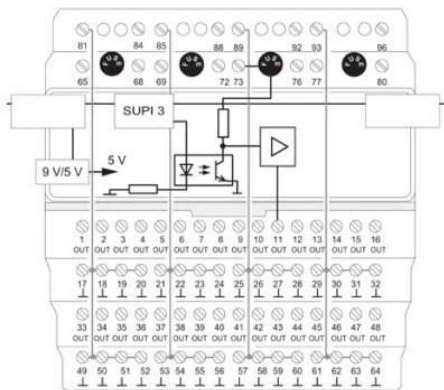 81 84 85 88 89 92 93 96
FUSE FUSE FUSE FUSE
65 68 69 72 73 76 77 80
SUPI 3
9 V/5 V 5 V
1 2 3 4 5 6 7 8 9 10 11 12 13 14 15 16
OUT OUT OUT OUT OUT OUT OUT OUT OUT OUT OUT OUT OUT OUT OUT OUT
17 18 19 20 21 22 23 24 25 26 27 28 29 30 31 32
33 34 35 36 37 38 39 40 41 42 43 44 45 46 47 48
OUT OUT OUT OUT OUT OUT OUT OUT OUT OUT OUT OUT OUT OUT OUT OUT
49 50 51 52 53 54 55 56 57 58 59 60 61 62 63 64